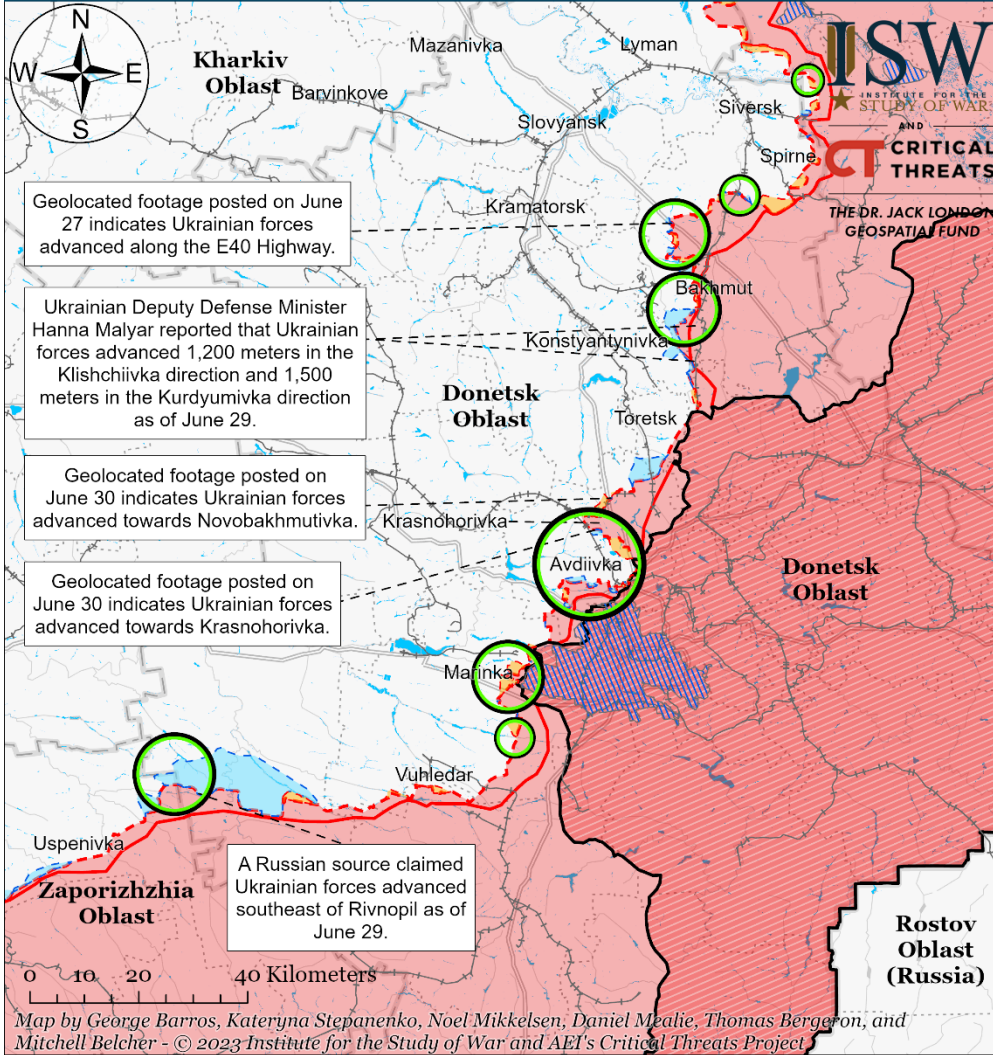 N
W
E
S
Kharkiv
Oblast
Mazanivka
Lyman
Barvinkove
Slovyansk
Siversk
Spirne
Kramatorsk
ISW
INSTITUTE FOR THE
STUDY OF WAR
AND
CT CRITICAL
THREATS
THE DR. JACK LONDON
GEOSPATIAL FUND
Geolocated footage posted on June
27 indicates Ukrainian forces
advanced along the E40 Highway.
Bakhmut
Ukrainian Deputy Defense Minister
Hanna Malyar reported that Ukrainian
forces advanced 1,200 meters in the
Klishchiivka direction and 1,500
meters in the Kurdyumivka direction
as of June 29.
Konstyantynivka
Donetsk
Oblast
Toretsk
Geolocated footage posted on
June 30 indicates Ukrainian forces
advanced towards Novobakhmutivka.
Krasnohorivka
Avdiivka
Donetsk
Oblast
Geolocated footage posted on
June 30 indicates Ukrainian forces
advanced towards Krasnohorivka.
Marinka
Vuhledar
Uspenivka
Zaporizhzhia
Oblast
A Russian source claimed
Ukrainian forces advanced
southeast of Rivnopil as of
June 29.
Rostov
Oblast
(Russia)
0 10 20 40 Kilometers
Map by George Barros, Kateryna Stepanenko, Noel Mikkelsen, Daniel Mealie, Thomas Bergeron, and
Mitchell Belcher - © 2023 Institute for the Study of War and AEI's Critical Threats Project